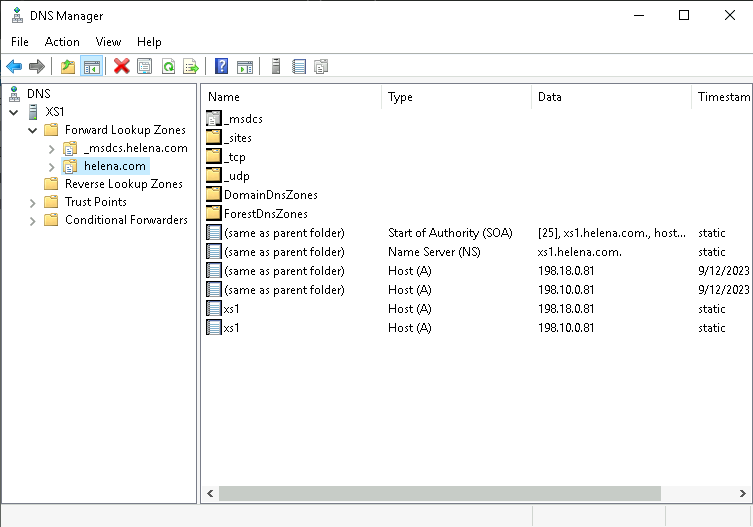 DNS Manager
File Action View Help
DNS
XS1
Forward Lookup Zones
_msdcs.helena.com
helena.com
Reverse Lookup Zones
Trust Points
Conditional Forwarders
Name Type Data Timestam
_msdcs
_sites
_tcp
_udp
DomainDnsZones
ForestDnsZones
(same as parent folder) Start of Authority (SOA) [25], xs1.helena.com., host... static
(same as parent folder) Name Server (NS) xs1.helena.com. static
(same as parent folder) Host (A) 198.18.0.81 9/12/2023
(same as parent folder) Host (A) 198.10.0.81 9/12/2023
xs1 Host (A) 198.18.0.81 static
xs1 Host (A) 198.10.0.81 static